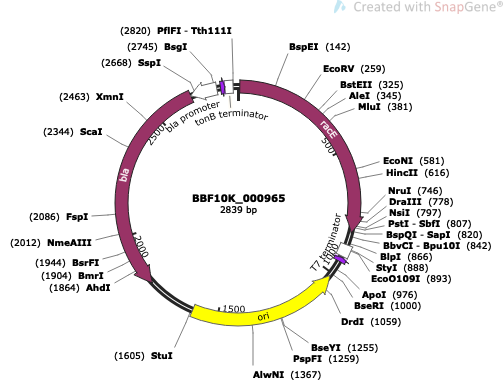 Created with SnapGene®
(2820) PflFI - Tth111I
(2745) BsgI
(2668) SspI
(2463) XmnI
(2344) ScaI
(2086) FspI
(2012) NmeAIII
(1944) BsrFI
(1904) BmrI
(1864) AhdI
(1605) StuI
BspEI (142)
EcoRV (259)
BstEII (325)
AleI (345)
MluI (381)
EcoNI (581)
HincII (616)
NruI (746)
DraIII (778)
NsiI (797)
PstI - SbfI (807)
BspQI - SapI (820)
BbvCI - Bpu10I (842)
BlpI (866)
StyI (888)
EcoO109I (893)
ApoI (976)
BseRI (1000)
DrdI (1059)
BseYI (1255)
PspFI (1259)
AlwNI (1367)
bla promoter
tonB terminator
racE
bla
T7 terminator
ori
500
1000
1500
2000
2500
BBF10K_000965
2839 bp